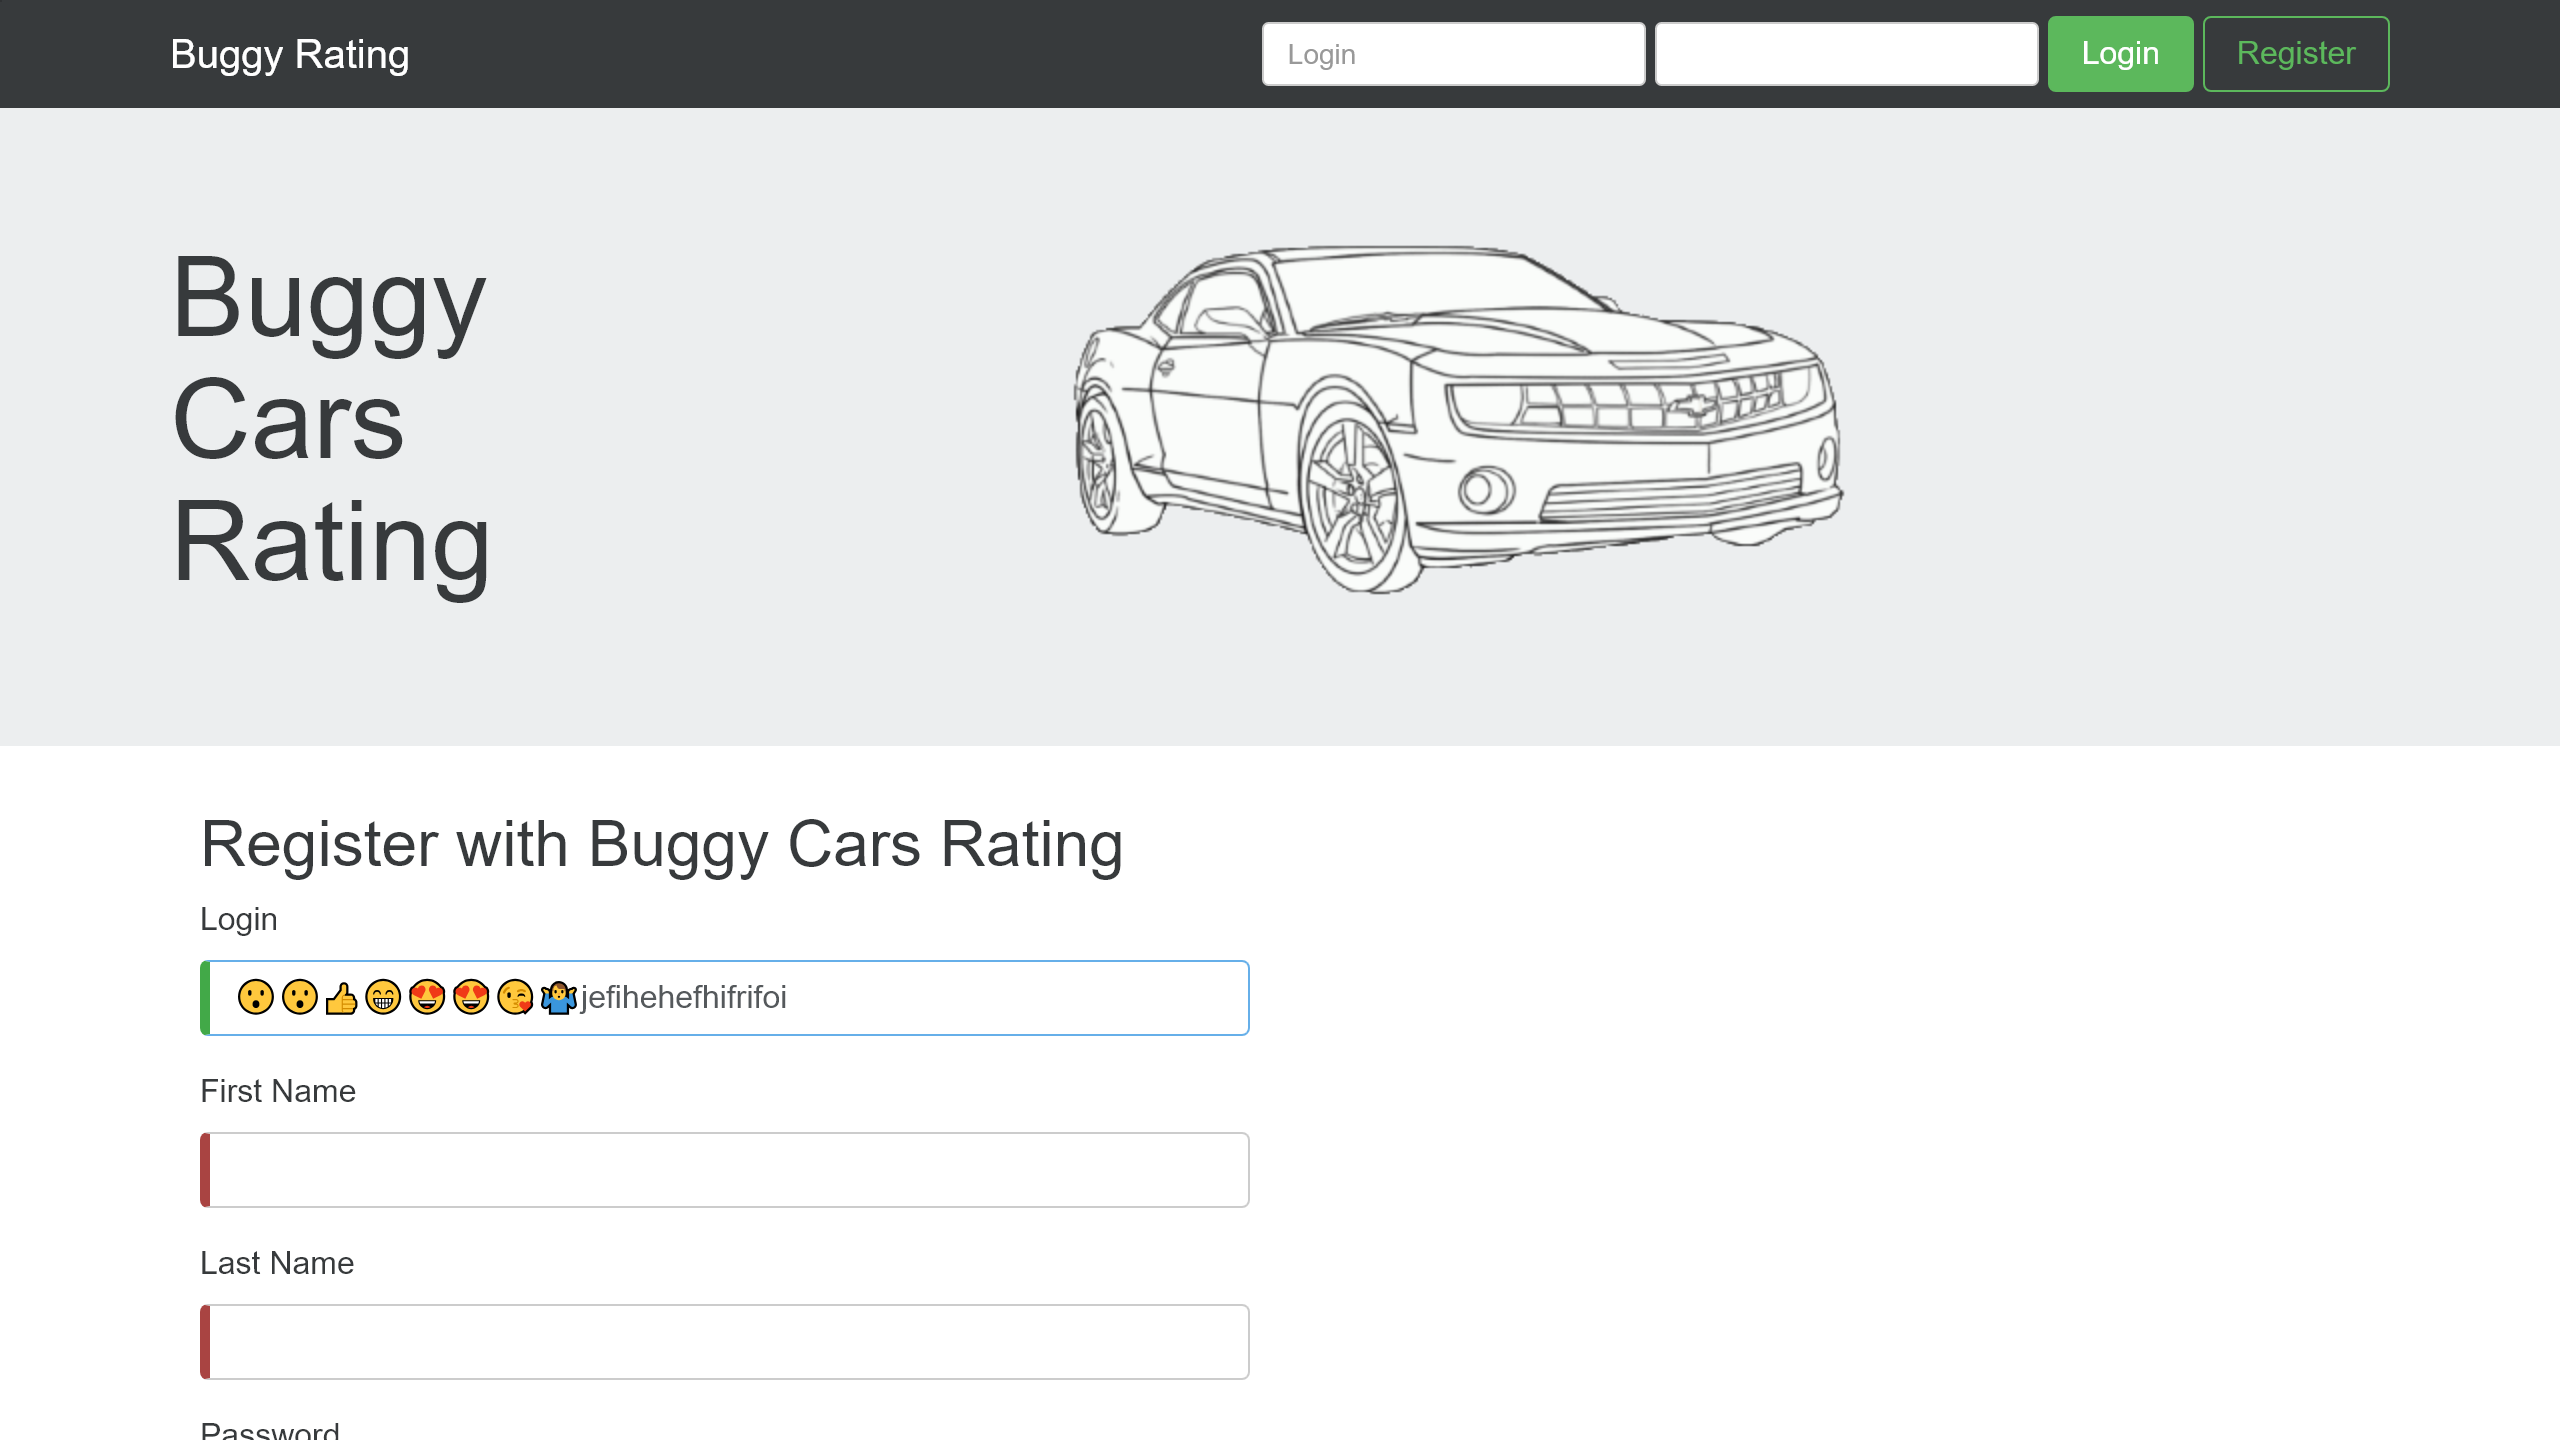 Buggy Rating
Login
Login
Register
Buggy
Cars
Rating
Register with Buggy Cars Rating
Login
😮😮👍😁😍😍😘🤷‍♂️jefihehefhifrifoi
First Name
Last Name
Password